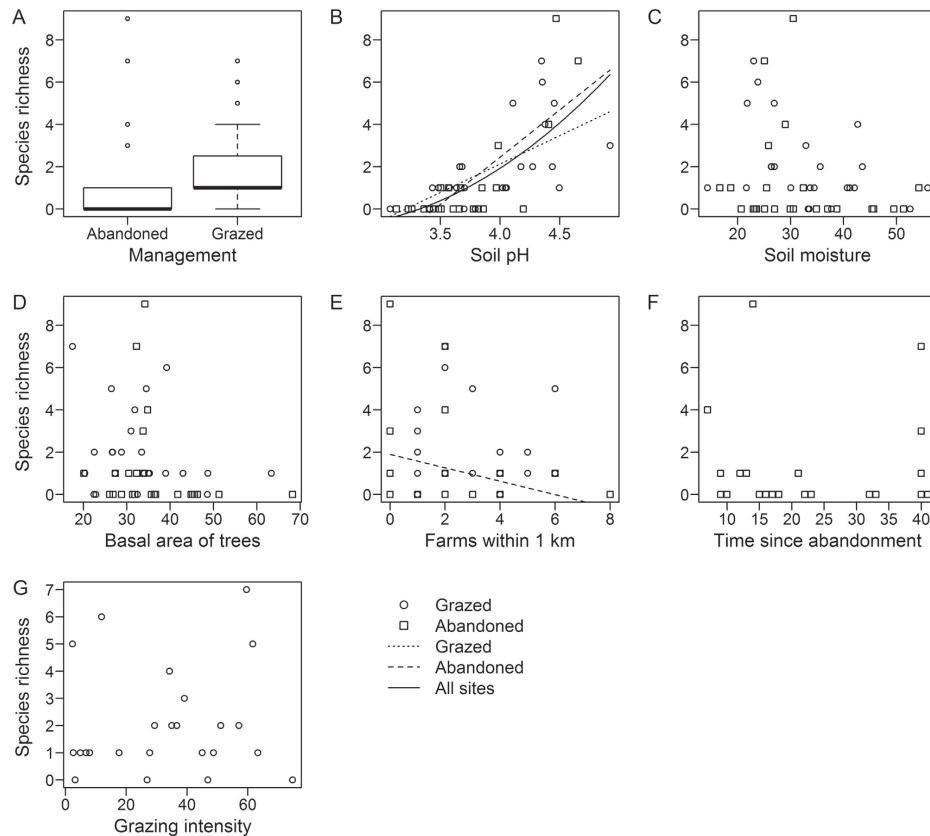 A
B
C
Species richness
8
6
4
2
0
Abandoned Grazed
Management
8
6
4
2
0
3.5 4.0 4.5
Soil pH
8
6
4
2
0
20 30 40 50
Soil moisture
D
E
F
Species richness
8
6
4
2
0
20 30 40 50 60 70
Basal area of trees
8
6
4
2
0
0 2 4 6 8
Farms within 1 km
8
6
4
2
0
10 15 20 25 30 35 40
Time since abandonment
G
Species richness
7
6
5
4
3
2
1
0
0 20 40 60
Grazing intensity
Grazed
Abandoned
Grazed
Abandoned
All sites